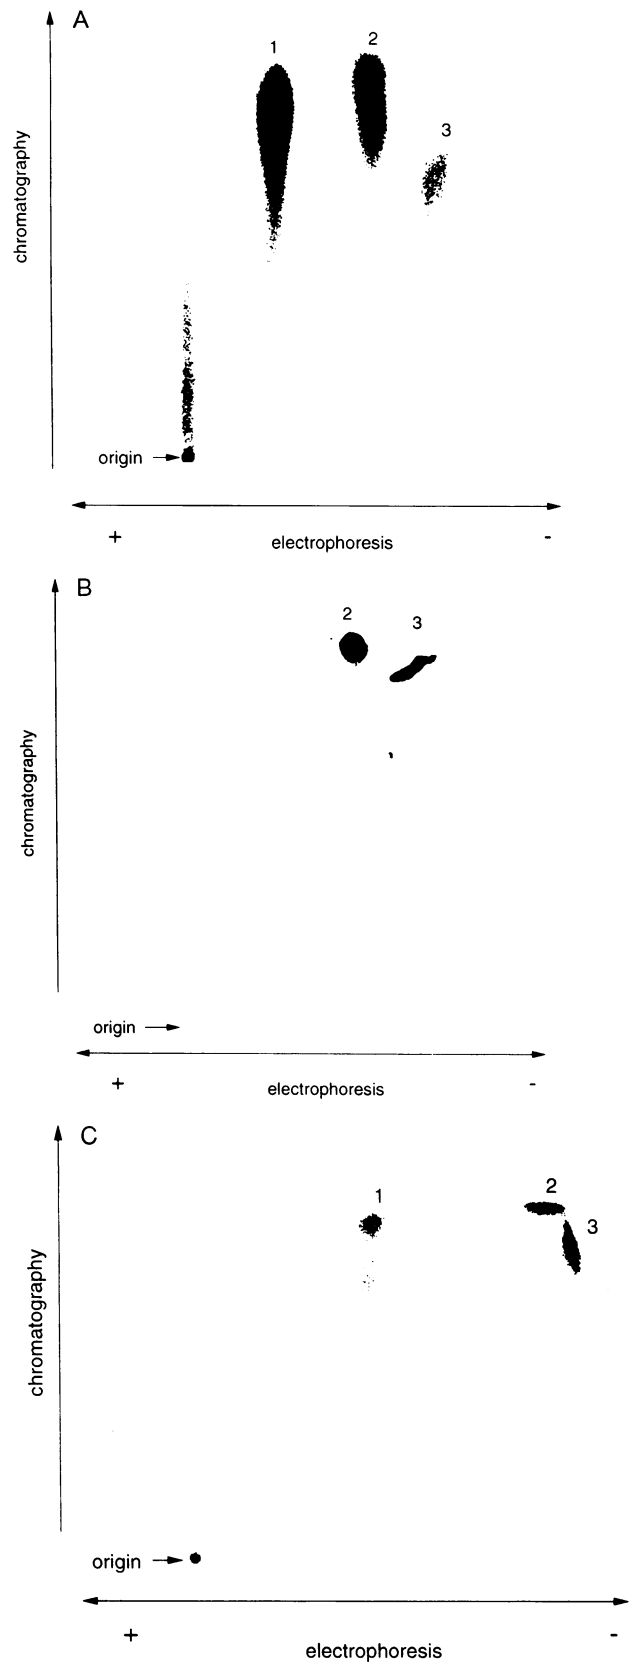 A
1
2
3
chromatography
origin
+ -
electrophoresis
B
2
3
chromatography
origin
+ -
electrophoresis
C
1
2
3
chromatography
origin
+ -
electrophoresis